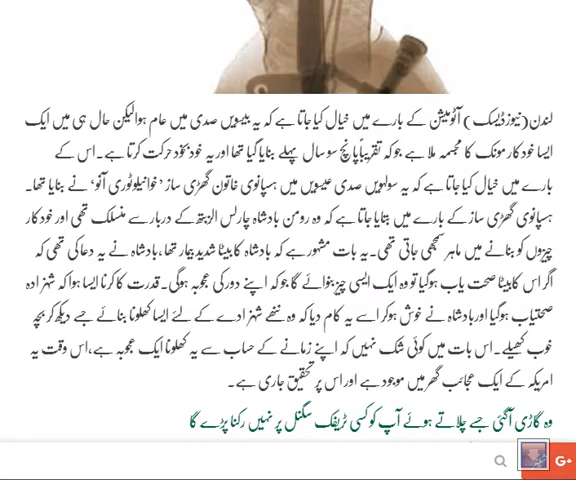 لندن(نیوزڈیسک) آٹومیشن کے بارے میں خیال کیا جاتا ہے کہ یہ بیسویں صدی میں عام ہوا لیکن حال ہی میں ایک
ایسا خودکار مونک کا مجسمہ ملا ہے جو کہ تقریباً پانچ سو سال پہلے بنایا گیا تھا اور یہ خود بخود حرکت کرتا ہے۔اس کے
بارے میں خیال کیا جاتا ہے کہ یہ سولہویں صدی عیسویں میں ہسپانوی خاتون گھڑی ساز ’خوانیلو ٹوری آنو‘ نے بنایا تھا۔
ہسپانوی گھڑی ساز کے بارے میں بتایا جاتا ہے کہ وہ رومن بادشاہ چارلس الزبتھ کے دربار سے منسلک تھی اور خودکار
چیزوں کو بنانے میں ماہر سمجھی جاتی تھی۔یہ بات مشہور ہے کہ بادشاہ کا بیٹا شدید بیمار تھا ،بادشاہ نے یہ دعا کی تھی کہ
اگر اس کا بیٹا صحت یاب ہوگیا تو وہ ایک ایسی چیز بنوائے گا جو کہ اپنے دور کی عجوبہ ہوگی۔قدرت کا کرنا ایسا ہوا کہ شہزادہ
صحتیاب ہوگیا اور بادشاہ نے خوش ہوکر اسے یہ کام دیا کہ وہ ننھے شہزادے کے لئے ایسا کھلونا بنائے جسے دیکھ کر بچہ
خوب کھیلے۔اس بات میں کوئی شک نہیں کہ اپنے زمانے کے حساب سے یہ کھلونا ایک عجوبہ ہے،اس وقت یہ
امریکہ کے ایک عجائب گھر میں موجود ہے اور اس پر تحقیق جاری ہے۔
وہ گاڑی آگئی جسے چلاتے ہوئے آپ کو کسی ٹریفک سگنل پر نہیں رکنا پڑے گا
G+